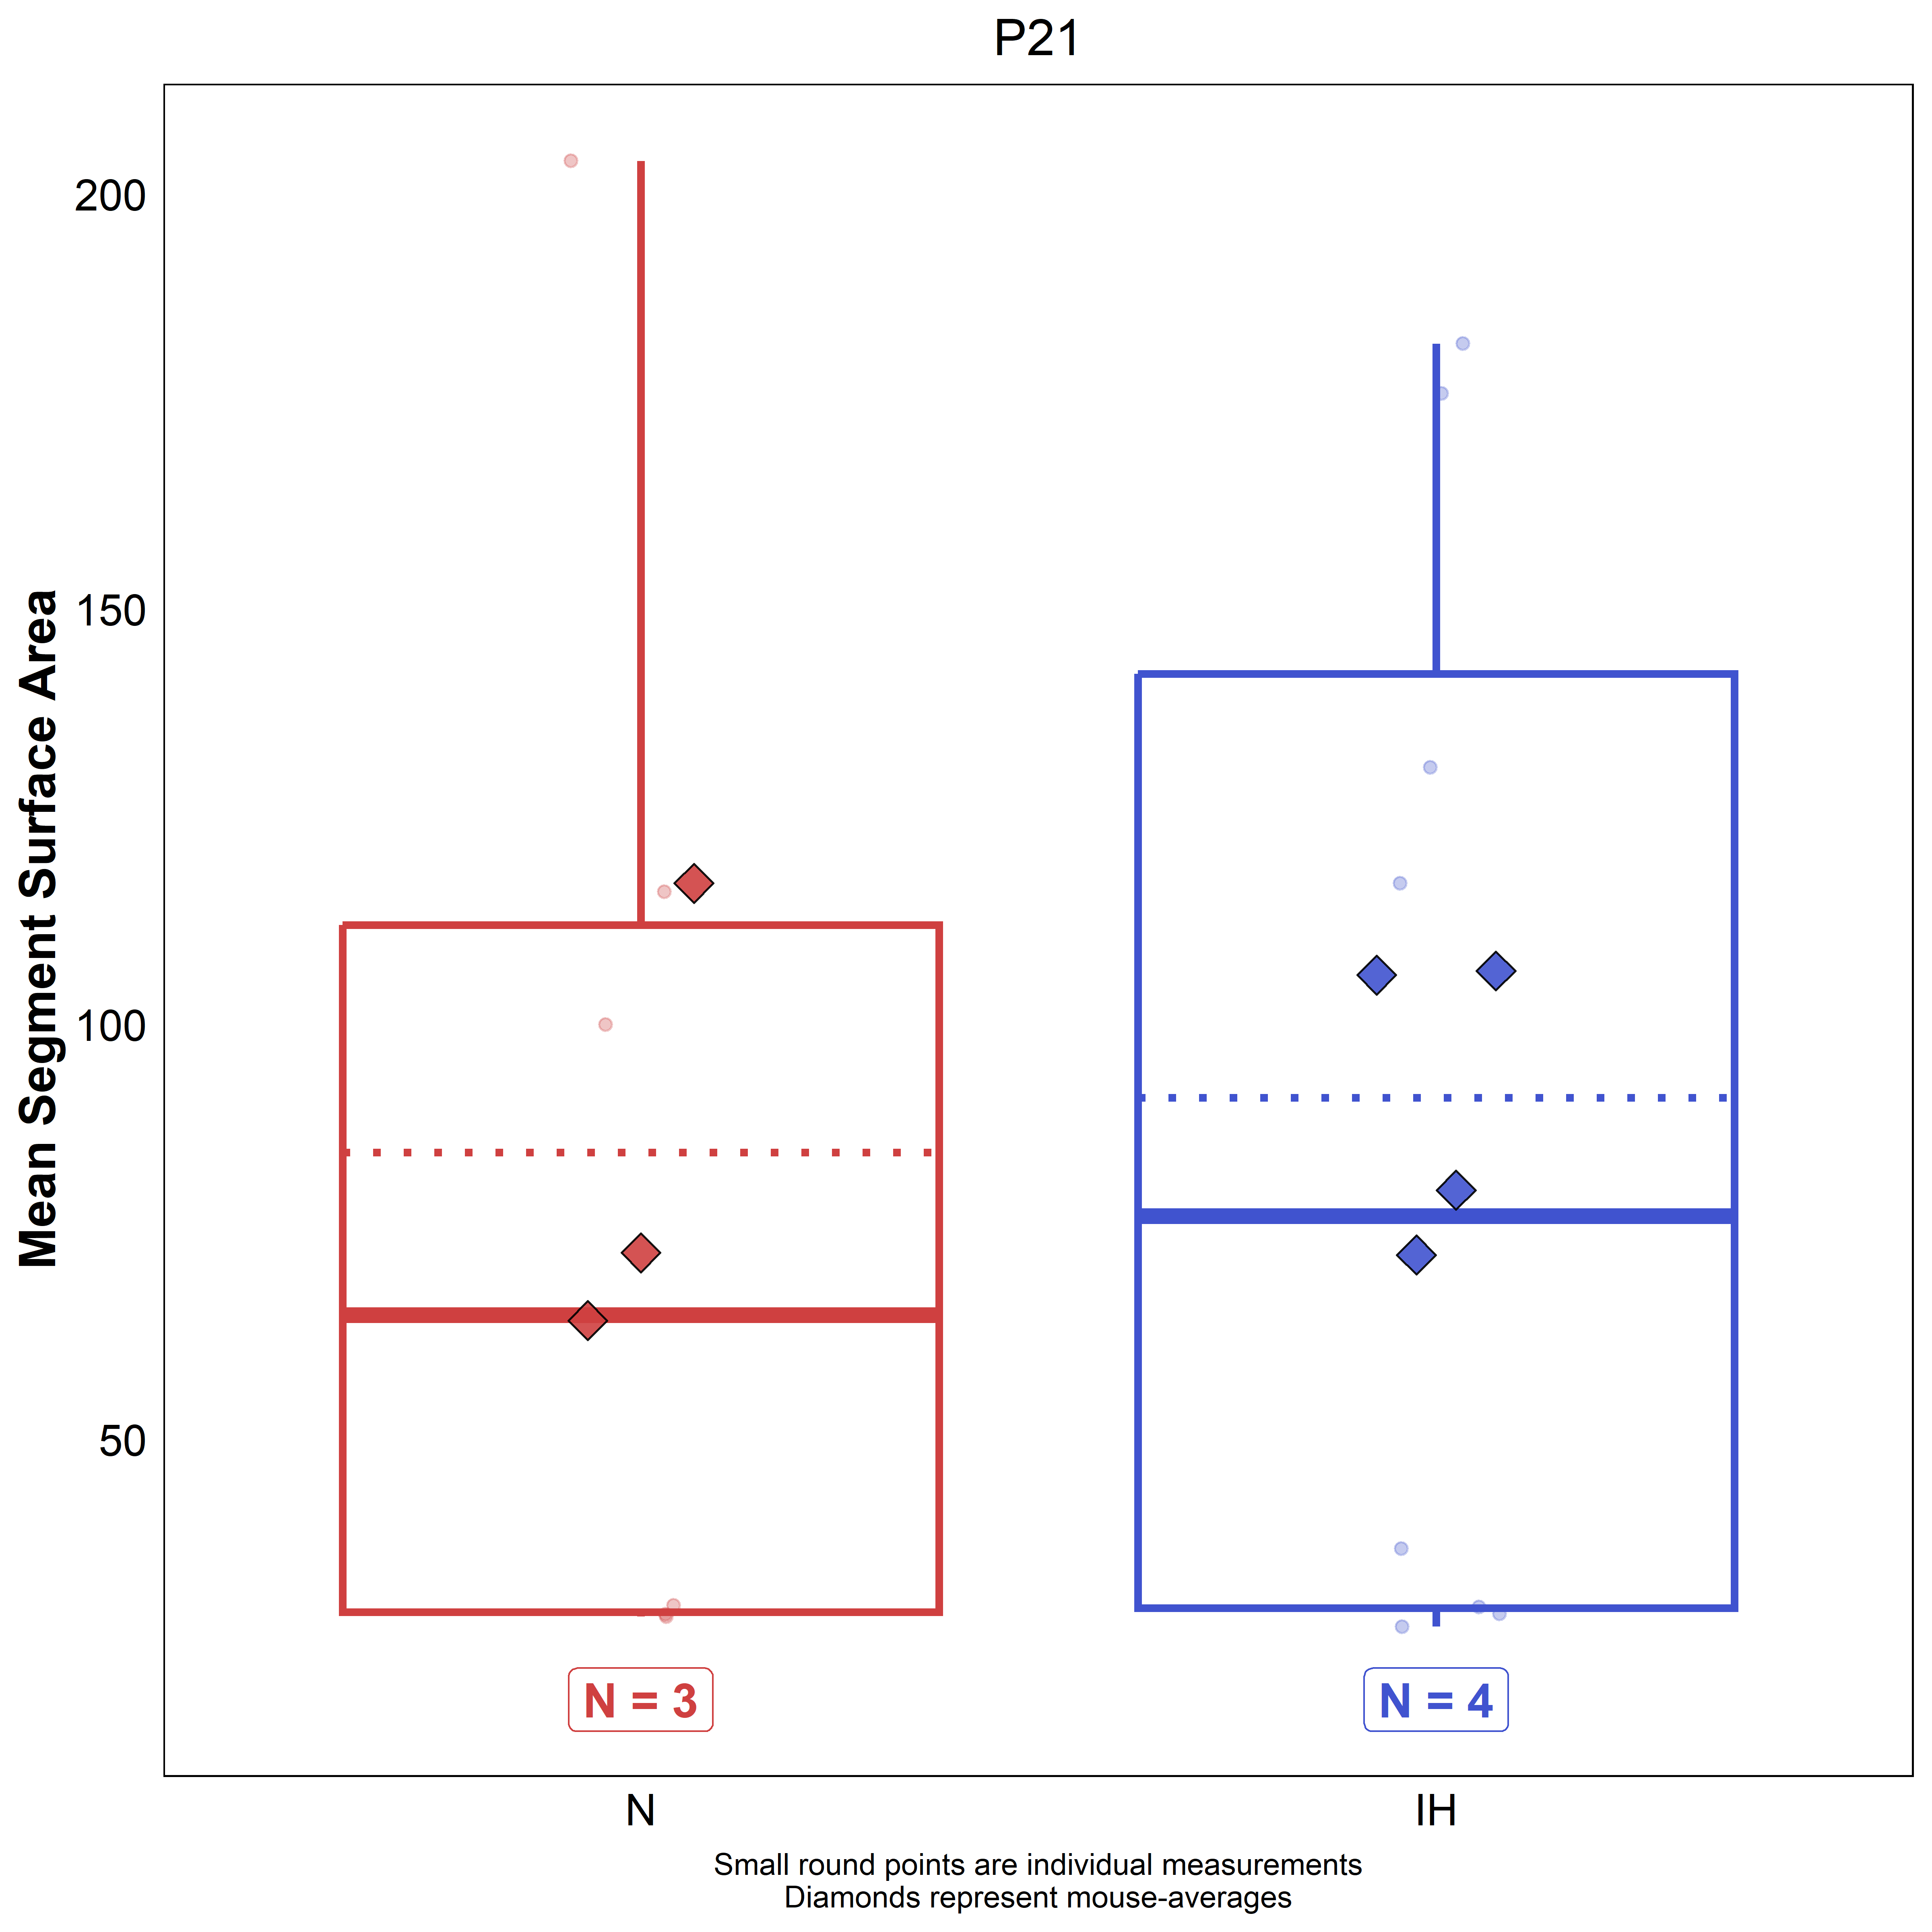 P21
Mean Segment Surface Area
200
150
100
50
N = 3
N = 4
N
IH
Small round points are individual measurements
Diamonds represent mouse-averages